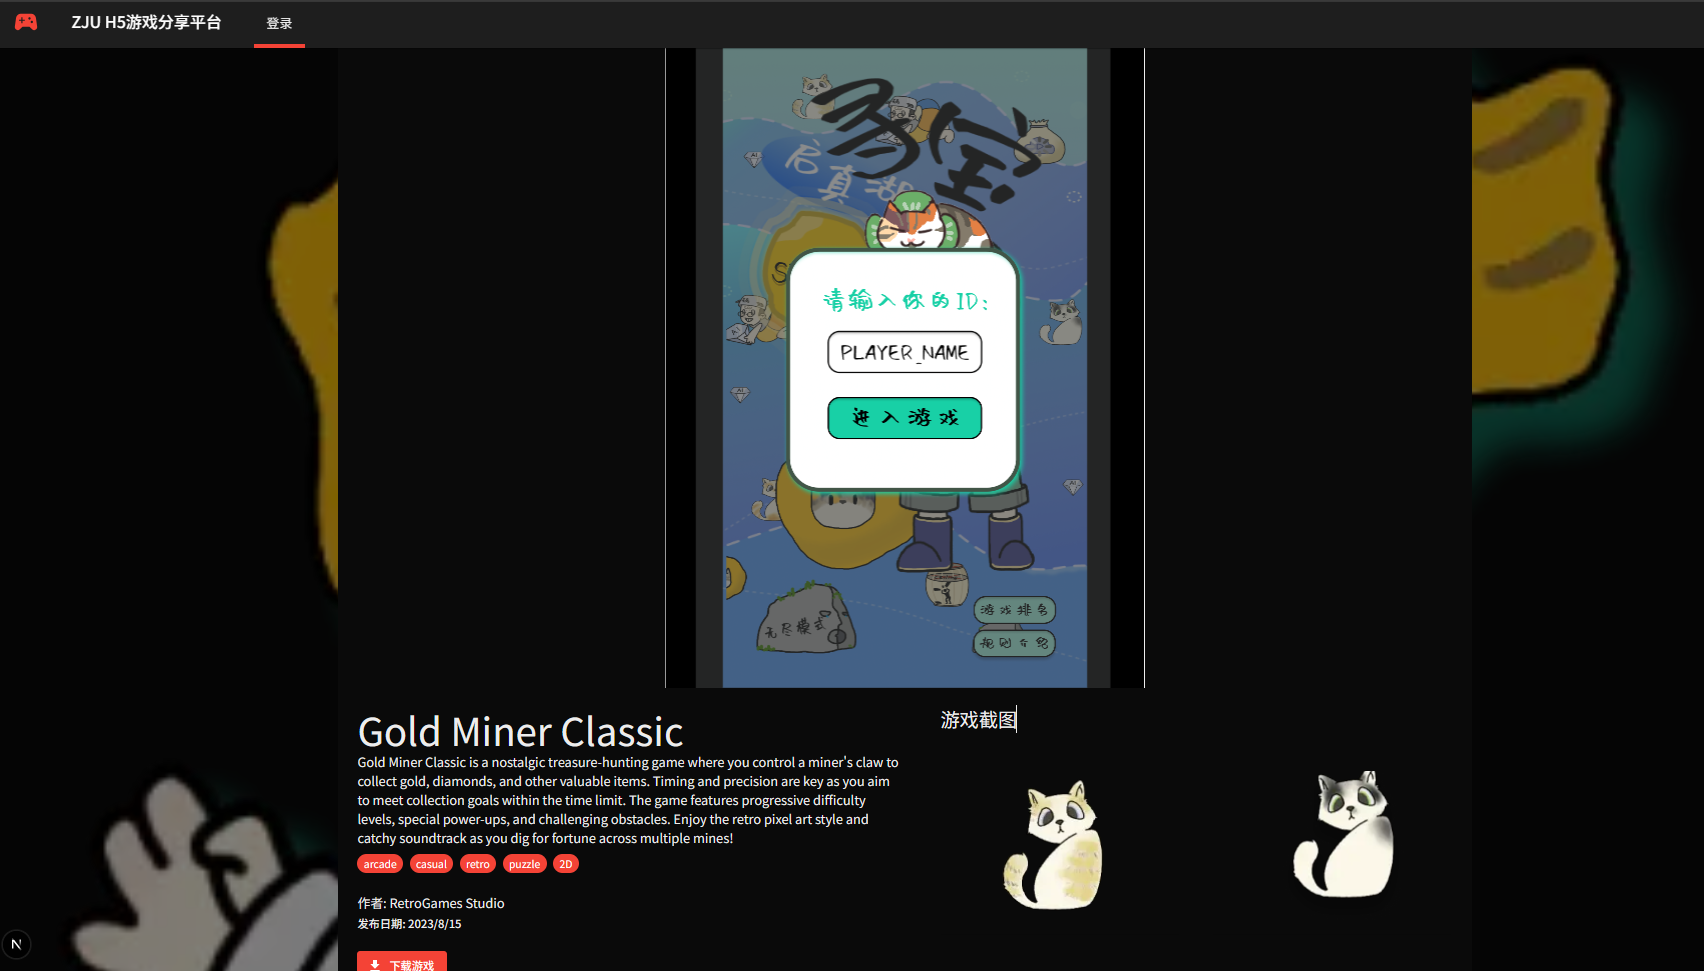 ZJU H5游戏分享平台
登录
多宝
启真湖
S
请输入你的ID:
PLAYER_NAME
进入游戏
无尽模式
游戏排名
规则介绍
Gold Miner Classic
Gold Miner Classic is a nostalgic treasure-hunting game where you control a miner's claw to
collect gold, diamonds, and other valuable items. Timing and precision are key as you aim
to meet collection goals within the time limit. The game features progressive difficulty
levels, special power-ups, and challenging obstacles. Enjoy the retro pixel art style and
catchy soundtrack as you dig for fortune across multiple mines!
arcade casual retro puzzle 2D
作者: RetroGames Studio
发布日期: 2023/8/15
下载游戏
游戏截图
N